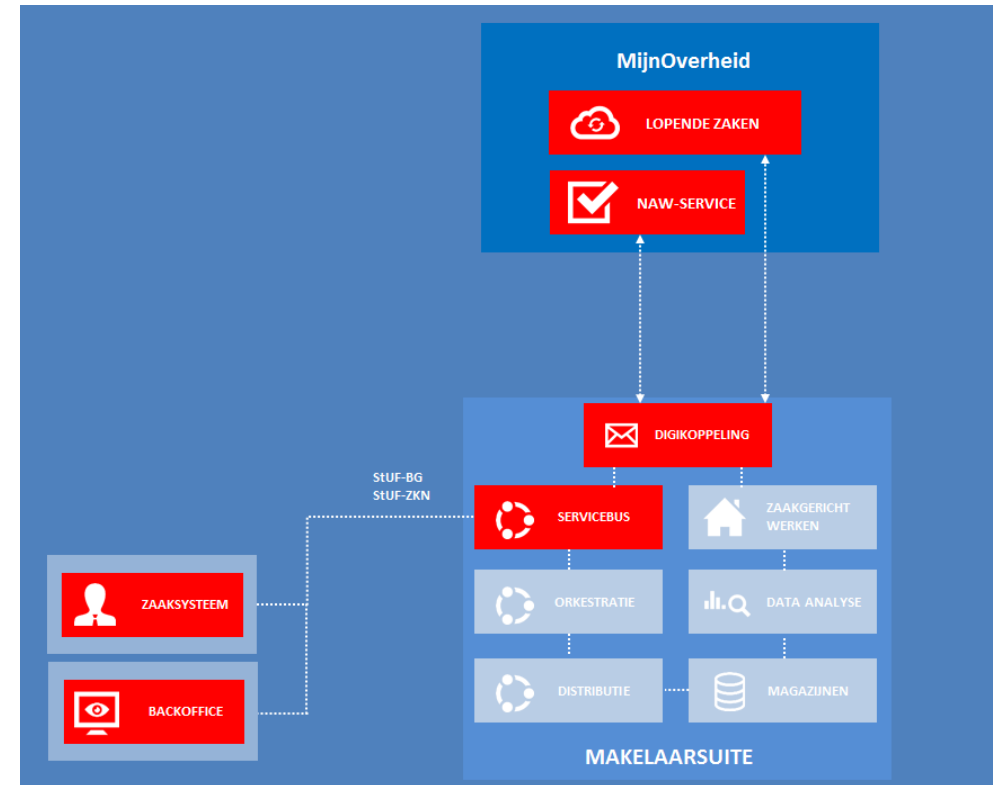 MijnOverheid
LOPENDE ZAKEN
NAW-SERVICE
DIGIKOPPELING
StUF-BG
StUF-ZKN
SERVICEBUS
ZAAKGERICHT
WERKEN
ZAAKSYSTEEM
ORKESTRATIE
DATA ANALYSE
BACKOFFICE
DISTRIBUTIE
MAGAZIJNEN
MAKELAARSUITE